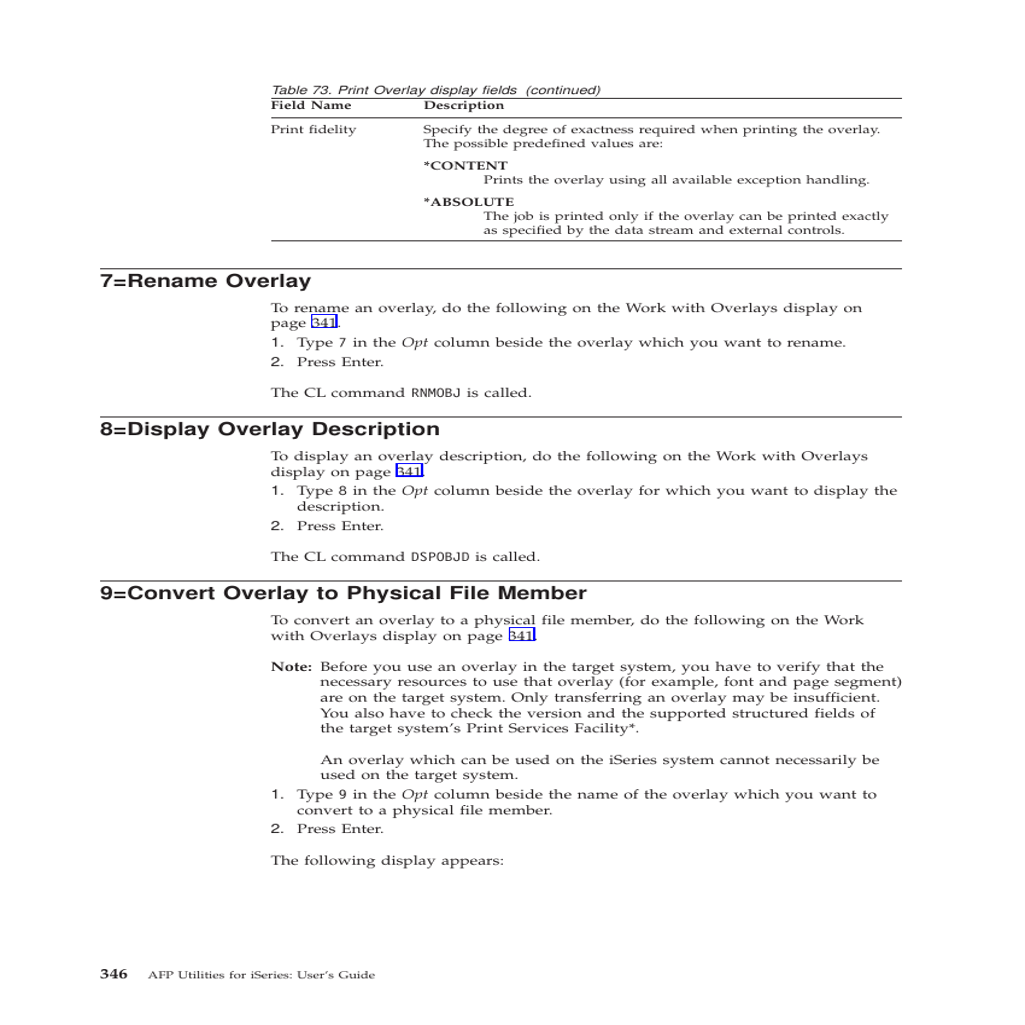 Table 73. Print Overlay display fields (continued)
Field Name Description
Print fidelity Specify the degree of exactness required when printing the overlay.
The possible predefined values are:
*CONTENT
Prints the overlay using all available exception handling.
*ABSOLUTE
The job is printed only if the overlay can be printed exactly
as specified by the data stream and external controls.
7=Rename Overlay
To rename an overlay, do the following on the Work with Overlays display on
page 341.
1. Type 7 in the Opt column beside the overlay which you want to rename.
2. Press Enter.
The CL command RNMOBJ is called.
8=Display Overlay Description
To display an overlay description, do the following on the Work with Overlays
display on page 341.
1. Type 8 in the Opt column beside the overlay for which you want to display the
description.
2. Press Enter.
The CL command DSPOBJD is called.
9=Convert Overlay to Physical File Member
To convert an overlay to a physical file member, do the following on the Work
with Overlays display on page 341.
Note: Before you use an overlay in the target system, you have to verify that the
necessary resources to use that overlay (for example, font and page segment)
are on the target system. Only transferring an overlay may be insufficient.
You also have to check the version and the supported structured fields of
the target system's Print Services Facility*.
An overlay which can be used on the iSeries system cannot necessarily be
used on the target system.
1. Type 9 in the Opt column beside the name of the overlay which you want to
convert to a physical file member.
2. Press Enter.
The following display appears:
346 AFP Utilities for iSeries: User's Guide